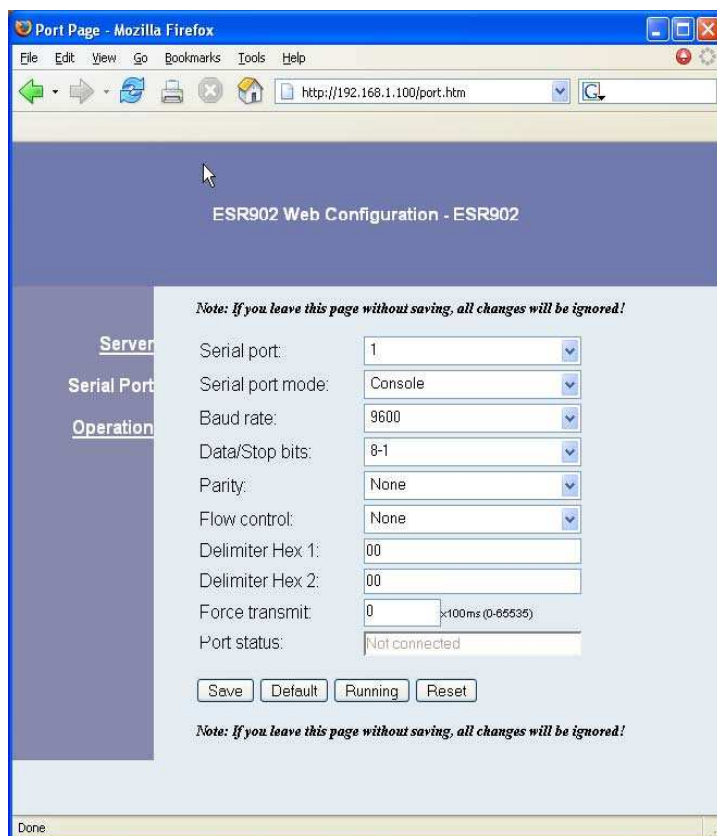 Port Page - Mozilla Firefox
File Edit View Go Bookmarks Tools Help
http://192.168.1.100/port.htm G
ESR902 Web Configuration - ESR902
Note: If you leave this page without saving, all changes will be ignored!
Server
Serial Port
Operation
Serial port: 1
Serial port mode: Console
Baud rate: 9600
Data/Stop bits: 8-1
Parity: None
Flow control: None
Delimiter Hex 1: 00
Delimiter Hex 2: 00
Force transmit: 0 x100ms (0-65535)
Port status: Not connected
Save Default Running Reset
Note: If you leave this page without saving, all changes will be ignored!
Done